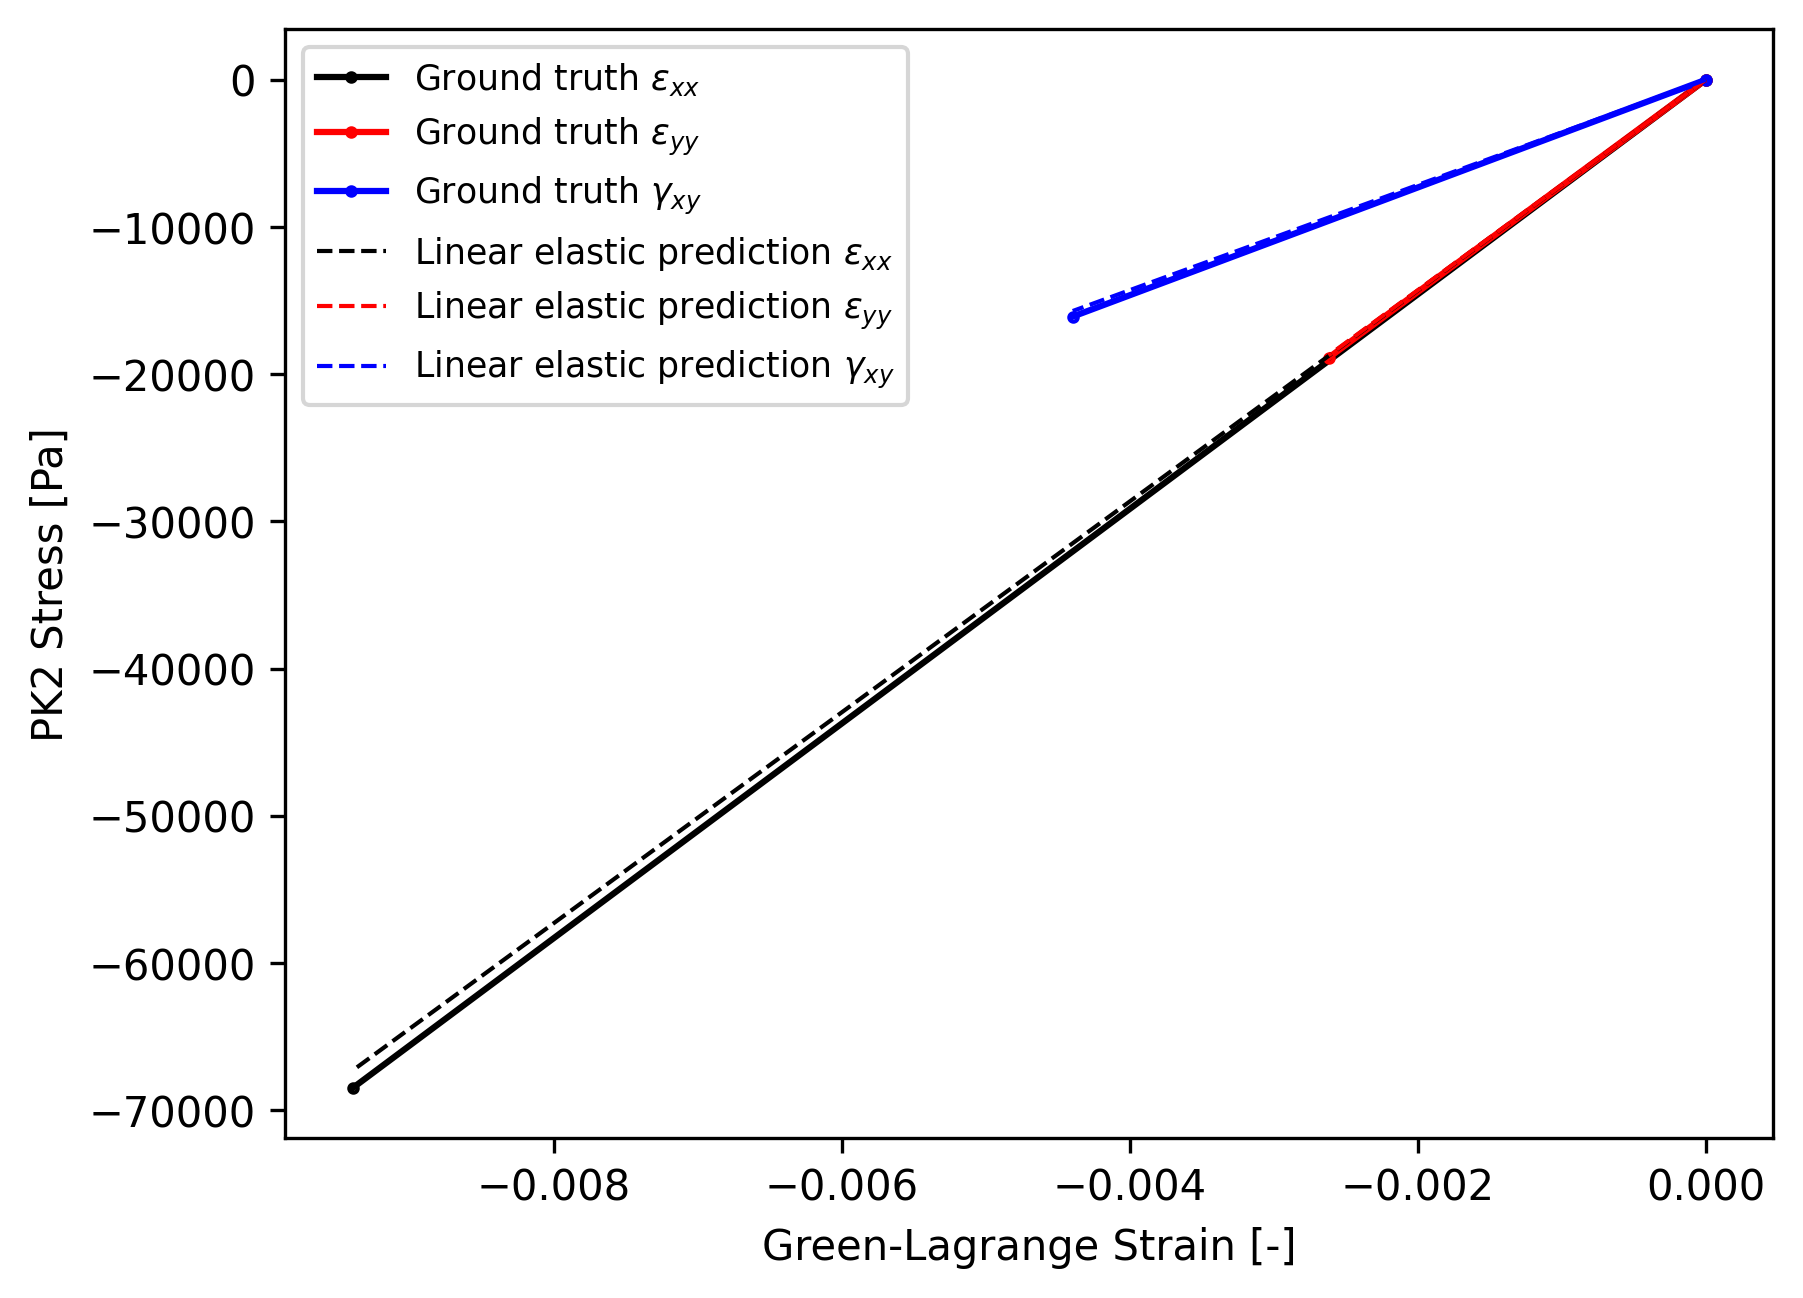 Ground truth εxx
Ground truth εyy
Ground truth γxy
Linear elastic prediction εxx
Linear elastic prediction εyy
Linear elastic prediction γxy
0
−10000
−20000
−30000
−40000
−50000
−60000
−70000
PK2 Stress [Pa]
−0.008 −0.006 −0.004 −0.002 0.000
Green-Lagrange Strain [-]